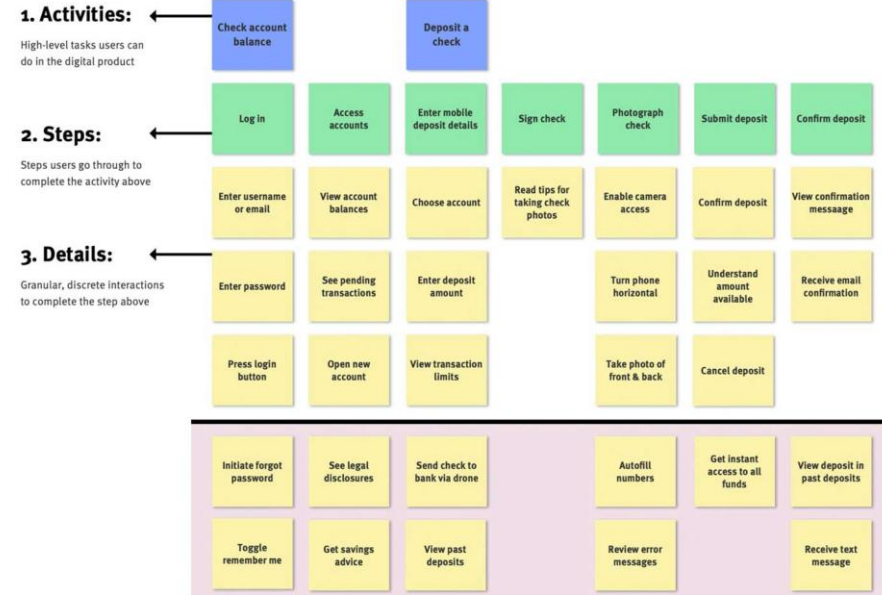 1. Activities:
High-level tasks users can
do in the digital product
Check account
balance
Deposit a
check
2. Steps:
Steps users go through to
complete the activity above
Log in
Access
accounts
Enter mobile
deposit details
Sign check
Photograph
check
Submit deposit
Confirm deposit
3. Details:
Granular, discrete interactions
to complete the step above
Enter username
or email
View account
balances
Choose account
Read tips for
taking check
photos
Enable camera
access
Confirm deposit
View confirmation
messaage
Enter password
See pending
transactions
Enter deposit
amount
Turn phone
horizontal
Understand
amount
available
Receive email
confirmation
Press login
button
Open new
account
View transaction
limits
Take photo of
front & back
Cancel deposit
Initiate forgot
password
See legal
disclosures
Send check to
bank via drone
Autofill
numbers
Get instant
access to all
funds
View deposit in
past deposits
Toggle
remember me
Get savings
advice
View past
deposits
Review error
messages
Receive text
message